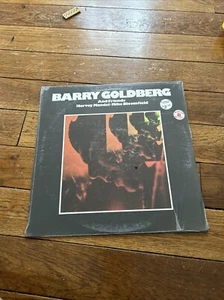 BARRY GOLDBERG
And Friends
Harvey Mandel · Mike Bloomfield